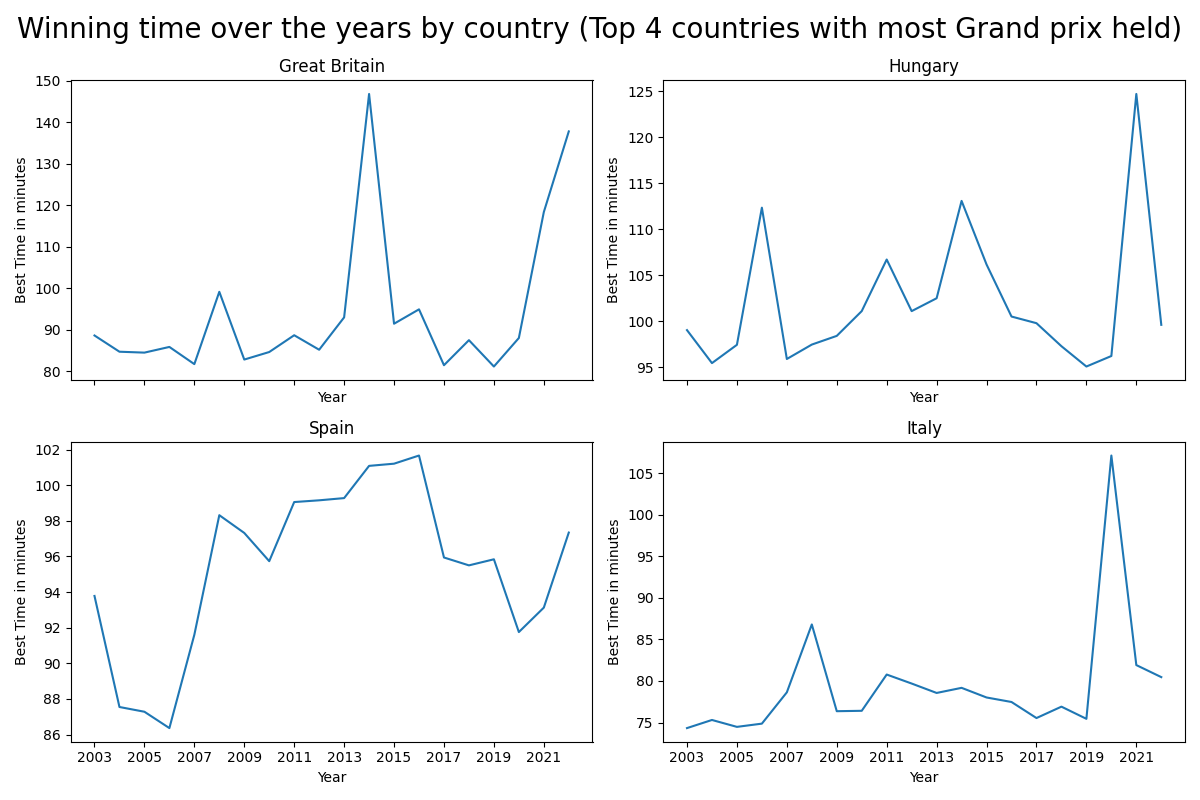 Winning time over the years by country (Top 4 countries with most Grand prix held)
Great Britain
150
140
130
120
110
100
90
80
Best Time in minutes
Year
Hungary
125
120
115
110
105
100
95
Best Time in minutes
Year
Spain
102
100
98
96
94
92
90
88
86
Best Time in minutes
2003 2005 2007 2009 2011 2013 2015 2017 2019 2021
Year
Italy
105
100
95
90
85
80
75
Best Time in minutes
2003 2005 2007 2009 2011 2013 2015 2017 2019 2021
Year